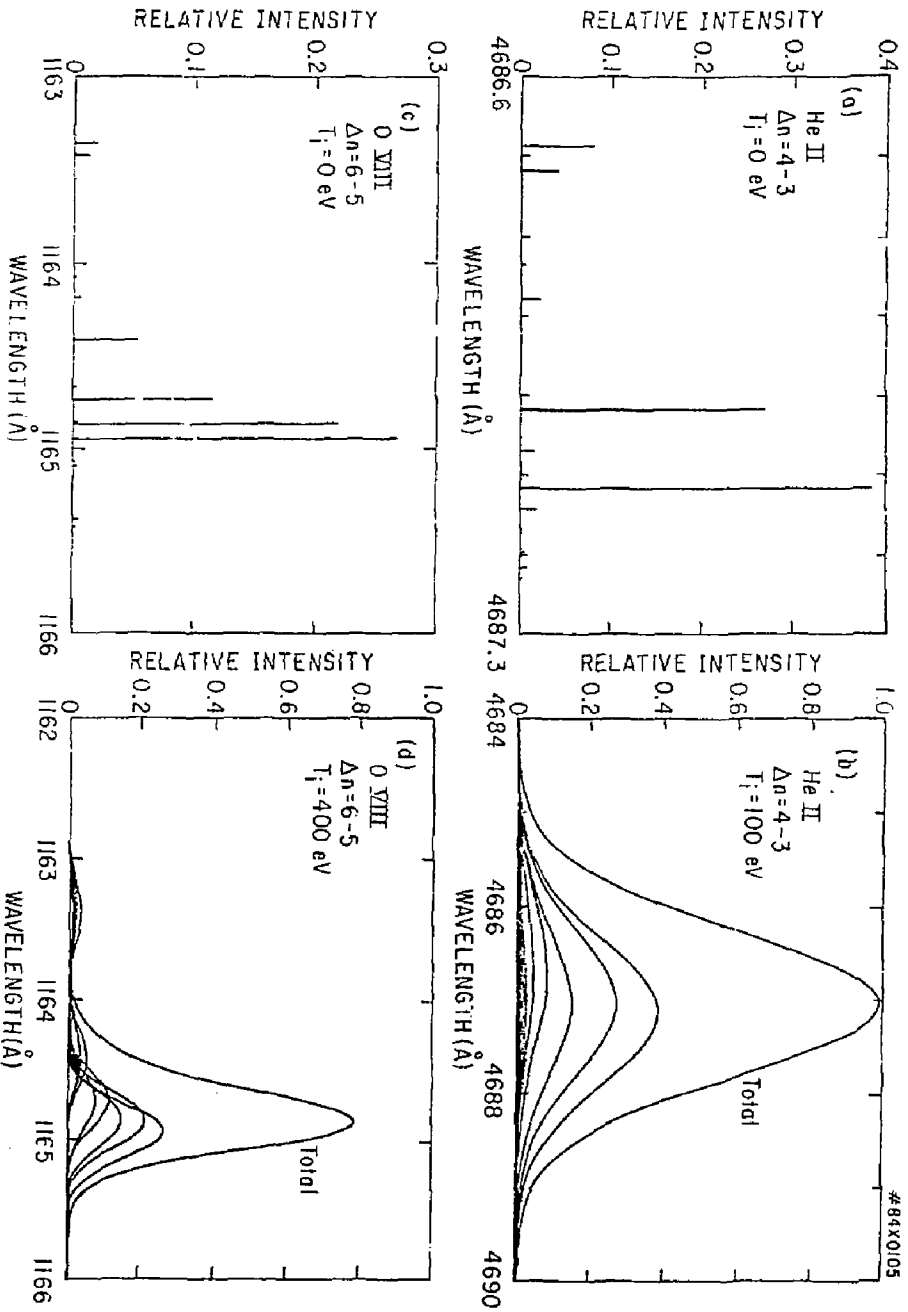 #84X0105
RELATIVE INTENSITY
0.4
0.3
0.2
0.1
0
(a)
He II
Δn=4-3
Ti=0 eV
4686.6
4687.3
WAVELENGTH (Å)
RELATIVE INTENSITY
1.0
0.8
0.6
0.4
0.2
0
(b)
He II
Δn=4-3
Ti=100 eV
Total
4684
4686
4688
4690
WAVELENGTH (Å)
RELATIVE INTENSITY
0.3
0.2
0.1
0
(c)
O VIII
Δn=6-5
Ti=0 eV
1163
1164
1165
1166
WAVELENGTH (Å)
RELATIVE INTENSITY
1.0
0.8
0.6
0.4
0.2
0
(d)
O VIII
Δn=6-5
Ti=400 eV
Total
1162
1163
1164
1165
1166
WAVELENGTH (Å)